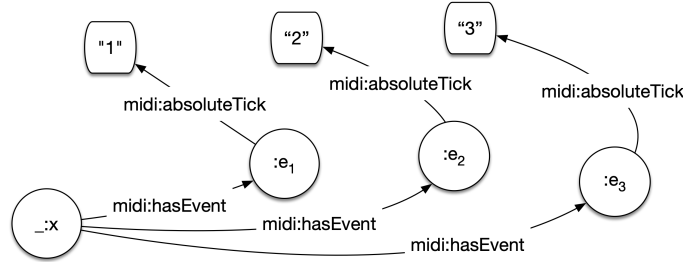 "1"
“2”
“3”
midi:absoluteTick
midi:absoluteTick
midi:absoluteTick
:e1
:e2
:e3
_:x
midi:hasEvent
midi:hasEvent
midi:hasEvent